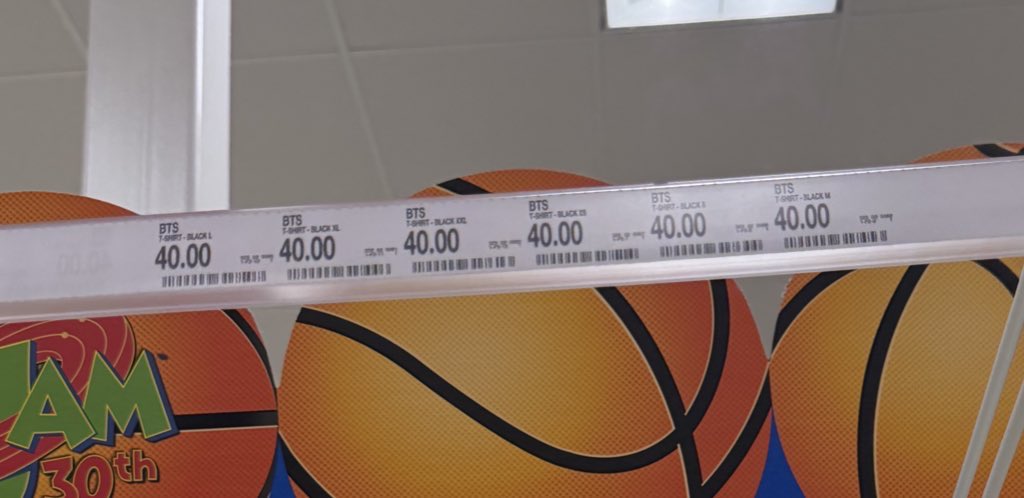 BTS
T-SHIRT - BLACK L
40.00
BTS
T-SHIRT - BLACK XL
40.00
BTS
T-SHIRT - BLACK XXL
40.00
BTS
T-SHIRT - BLACK XS
40.00
BTS
T-SHIRT - BLACK S
40.00
BTS
T-SHIRT - BLACK M
40.00
AM
30th